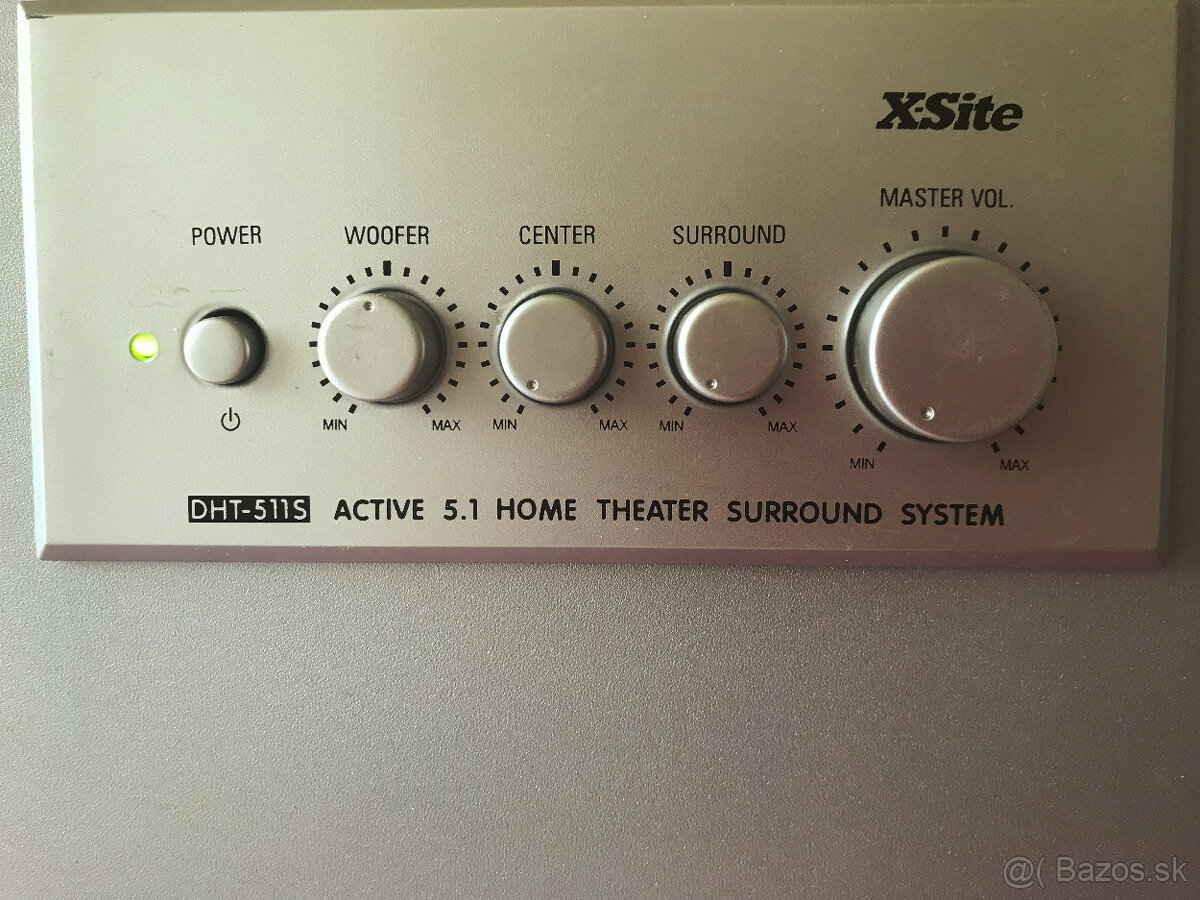 X-Site
MASTER VOL.
POWER WOOFER CENTER SURROUND
MIN MAX MIN MAX MIN MAX
MIN MAX
DHT-511S ACTIVE 5.1 HOME THEATER SURROUND SYSTEM
@( Bazos.sk